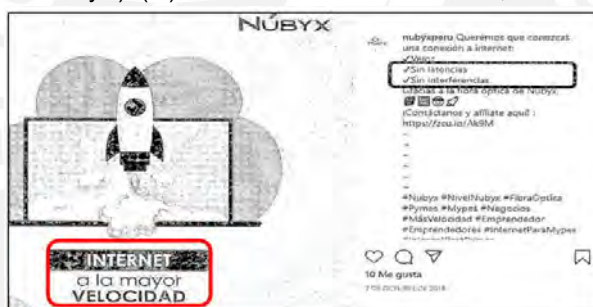 NÚBYX
INTERNET
a la mayor
VELOCIDAD
nubyxperu Queremos que conozcas
una conexión a internet:
✓Veloz
✓Sin latencias
✓Sin interferencias
Gracias a la fibra óptica de Nubyx.
¡Contáctanos y afíliate aquí! :
-
-
-
-
-
#Nubyx #NivelNubyx #FibraOptica
#Pymes #Mypes #Negocios
#MásVelocidad #Emprendedor
#Emprendedores #InternetParaMypes
10 Me gusta